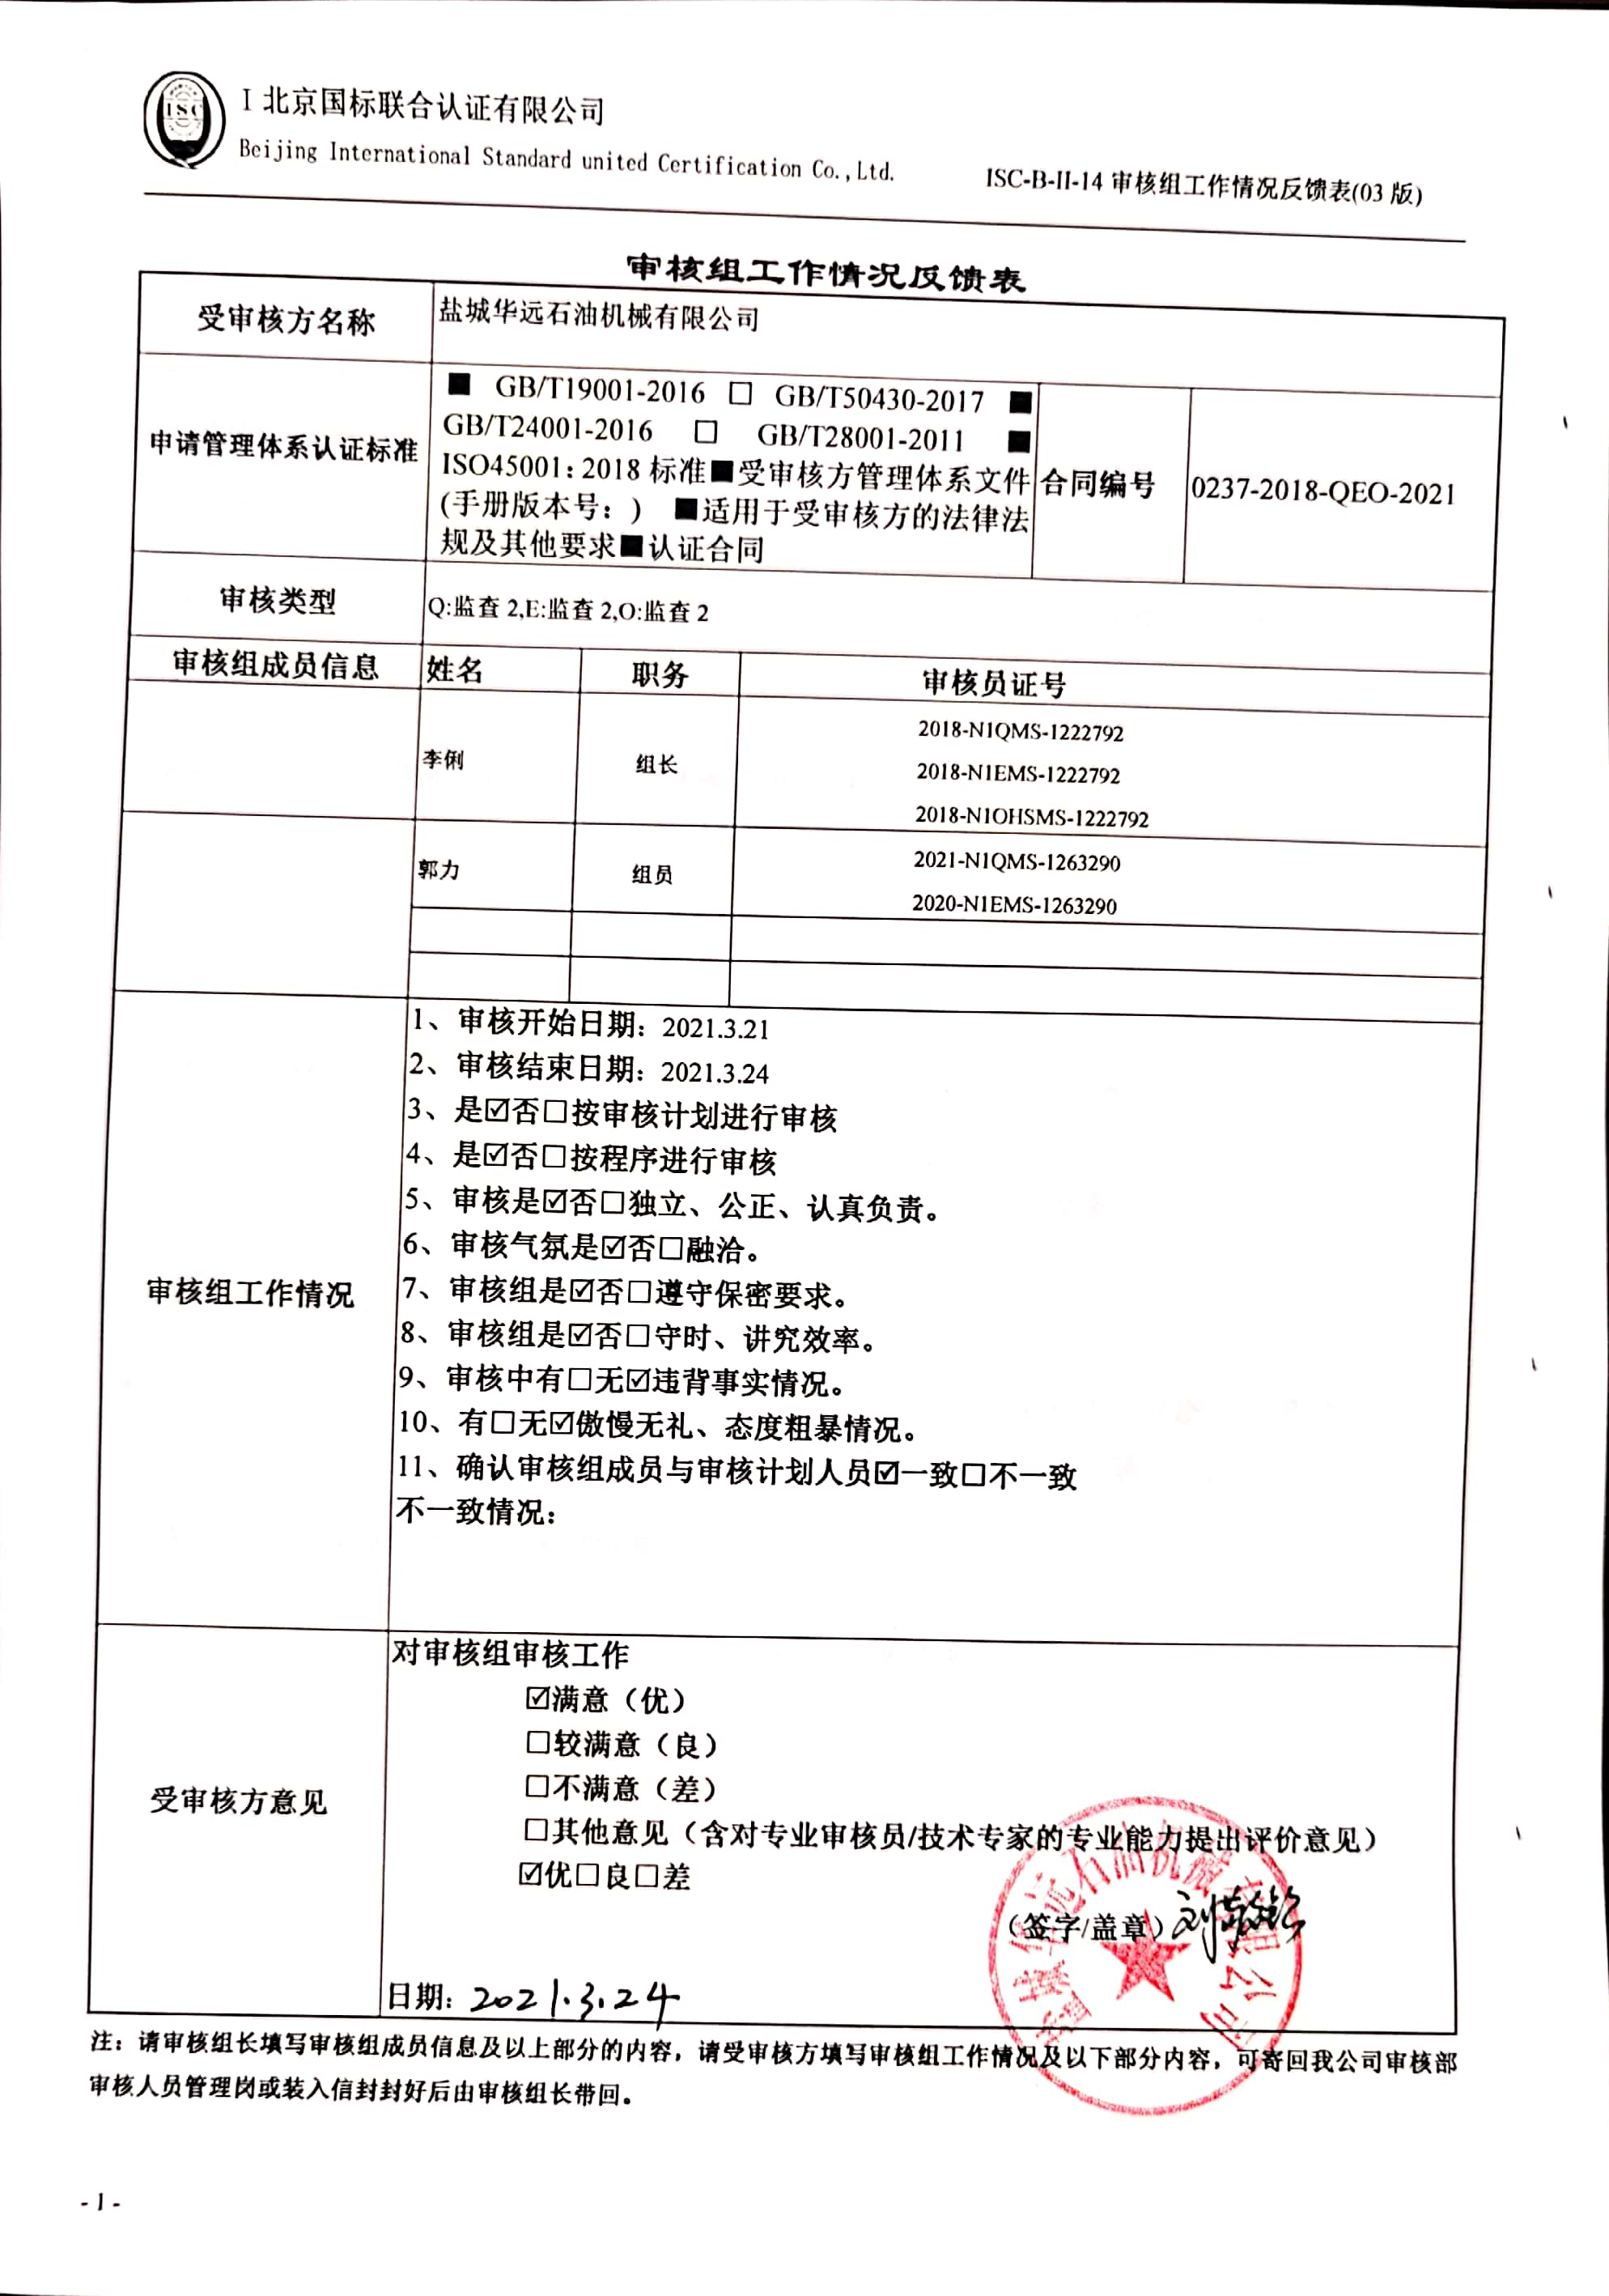 ISC
I 北京国标联合认证有限公司
Beijing International Standard united Certification Co.,Ltd.
ISC-B-II-14 审核组工作情况反馈表(03 版)
审核组工作情况反馈表
受审核方名称 盐城华远石油机械有限公司
申请管理体系认证标准
■ GB/T19001-2016 □ GB/T50430-2017 ■
GB/T24001-2016 □ GB/T28001-2011 ■
ISO45001: 2018 标准■受审核方管理体系文件
(手册版本号: ) ■适用于受审核方的法律法
规及其他要求■认证合同
合同编号 0237-2018-QEO-2021
审核类型 Q:监查 2,E:监查 2,O:监查 2
审核组成员信息 姓名 职务 审核员证号
李俐 组长
2018-N1QMS-1222792
2018-N1EMS-1222792
2018-N1OHSMS-1222792
郭力 组员
2021-N1QMS-1263290
2020-N1EMS-1263290
审核组工作情况
1、审核开始日期: 2021.3.21
2、审核结束日期: 2021.3.24
3、是☑否□按审核计划进行审核
4、是☑否□按程序进行审核
5、审核是☑否□独立、公正、认真负责。
6、审核气氛是☑否□融洽。
7、审核组是☑否□遵守保密要求。
8、审核组是☑否□守时、讲究效率。
9、审核中有□无☑违背事实情况。
10、有□无☑傲慢无礼、态度粗暴情况。
11、确认审核组成员与审核计划人员☑一致□不一致
不一致情况:
受审核方意见
对审核组审核工作
☑满意（优）
□较满意（良）
□不满意（差）
□其他意见（含对专业审核员/技术专家的专业能力提出评价意见）
☑优□良□差
（签字/盖章）
盐城华远石油机械有限公司
日期: 2021.3.24
注: 请审核组长填写审核组成员信息及以上部分的内容，请受审核方填写审核组工作情况及以下部分内容，可寄回我公司审核部
审核人员管理岗或装入信封封好后由审核组长带回。
- 1 -